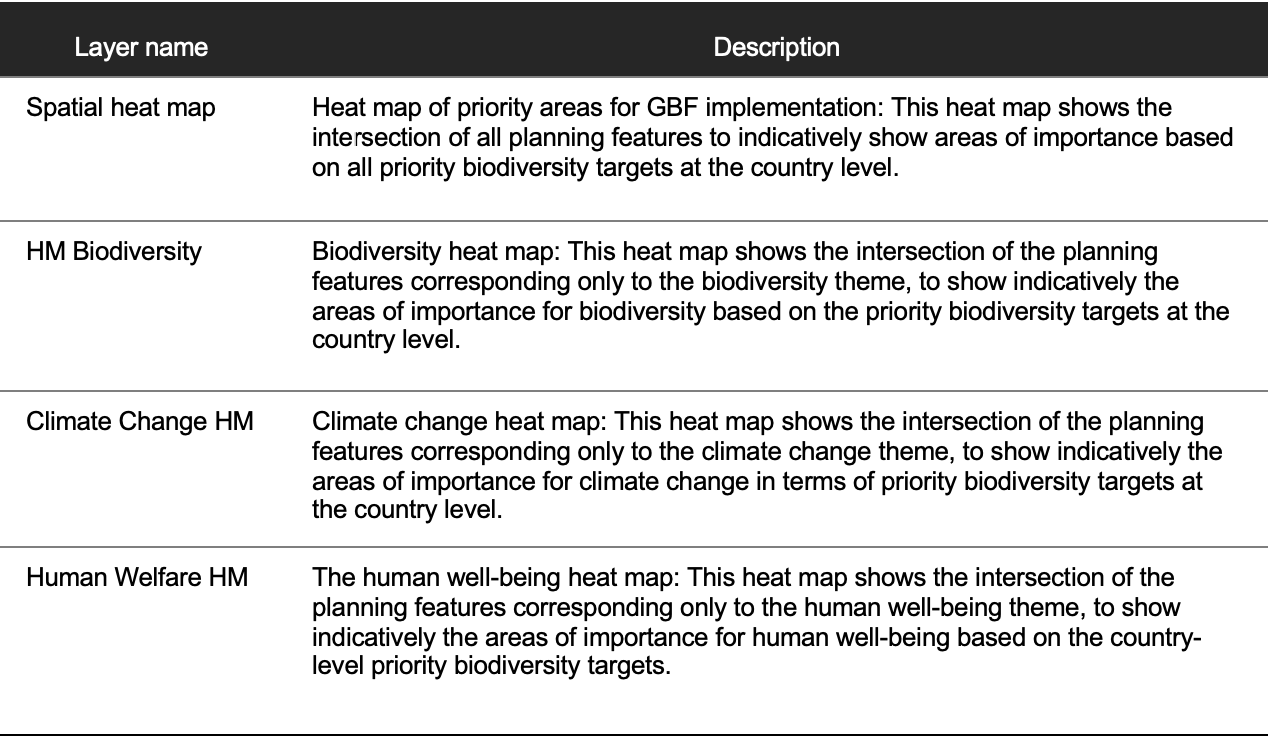 Layer name
Description
Spatial heat map
Heat map of priority areas for GBF implementation: This heat map shows the
intersection of all planning features to indicatively show areas of importance based
on all priority biodiversity targets at the country level.
HM Biodiversity
Biodiversity heat map: This heat map shows the intersection of the planning
features corresponding only to the biodiversity theme, to show indicatively the
areas of importance for biodiversity based on the priority biodiversity targets at the
country level.
Climate Change HM
Climate change heat map: This heat map shows the intersection of the planning
features corresponding only to the climate change theme, to show indicatively the
areas of importance for climate change in terms of priority biodiversity targets at
the country level.
Human Welfare HM
The human well-being heat map: This heat map shows the intersection of the
planning features corresponding only to the human well-being theme, to show
indicatively the areas of importance for human well-being based on the country-
level priority biodiversity targets.